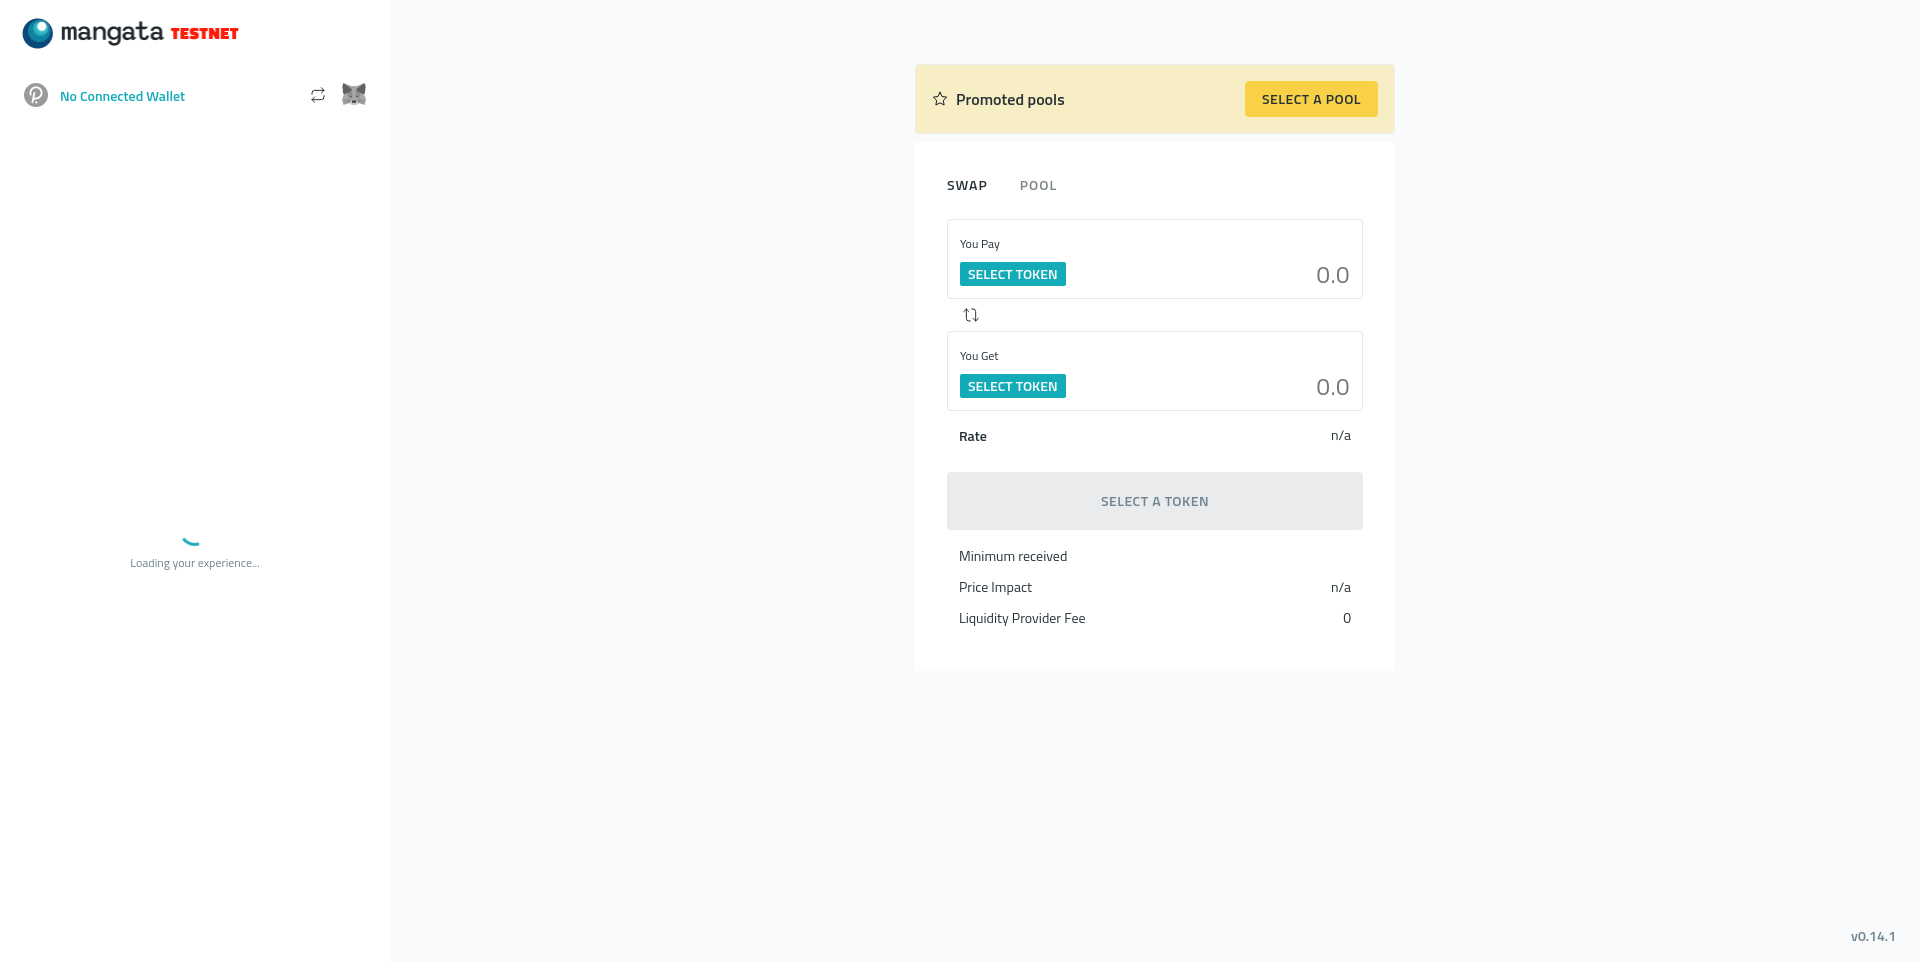 mangata TESTNET
No Connected Wallet
Loading your experience...
Promoted pools
SELECT A POOL
SWAP
POOL
You Pay
SELECT TOKEN
0.0
You Get
SELECT TOKEN
0.0
Rate
n/a
SELECT A TOKEN
Minimum received
Price Impact
n/a
Liquidity Provider Fee
0
v0.14.1